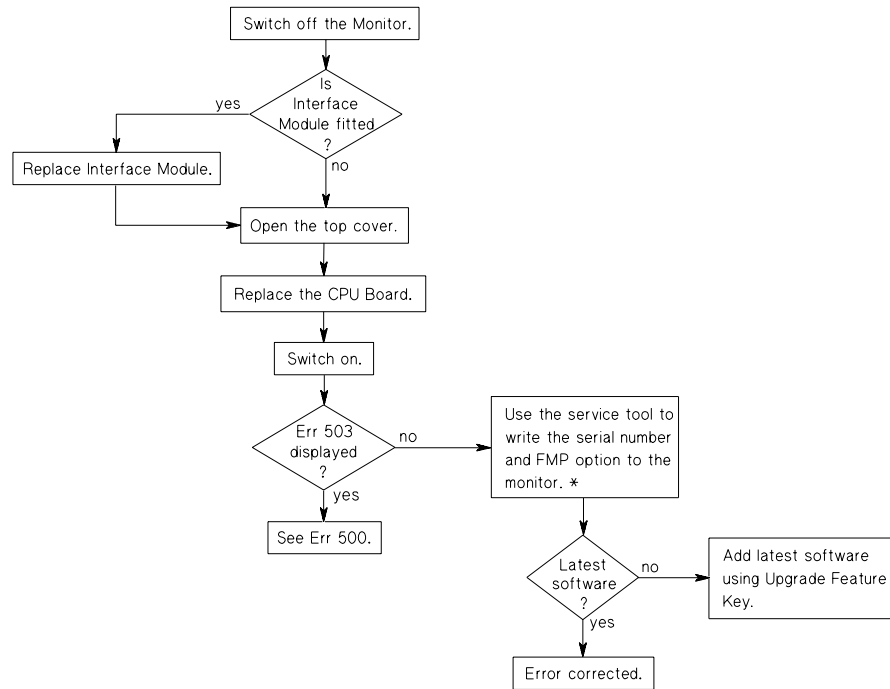 Switch off the Monitor.
Is
Interface
Module fitted
?
yes
no
Replace Interface Module.
Open the top cover.
Replace the CPU Board.
Switch on.
Err 503
displayed
?
no
yes
Use the service tool to
write the serial number
and FMP option to the
monitor. *
See Err 500.
Latest
software
?
no
yes
Add latest software
using Upgrade Feature
Key.
Error corrected.